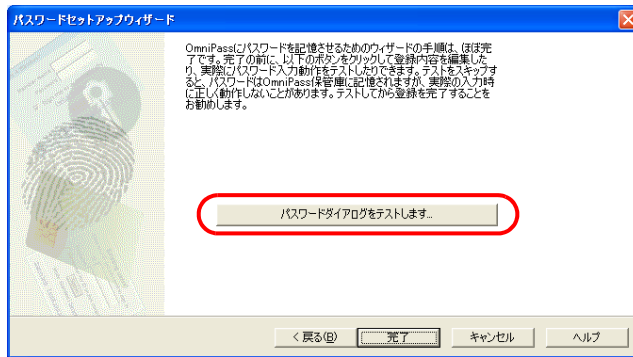 パスワードセットアップウィザード
OmniPassにパスワードを記憶させるためのウィザードの手順は、ほぼ完
了です。完了の前に、以下のボタンをクリックして登録内容を編集した
り、実際にパスワード入力動作をテストしたりできます。テストをスキップす
ると、パスワードはOmniPass保管庫に記憶されますが、実際の入力時
に正しく動作しないことがあります。テストしてから登録を完了することを
お勧めします。
パスワードダイアログをテストします...
< 戻る(B) 完了 キャンセル ヘルプ